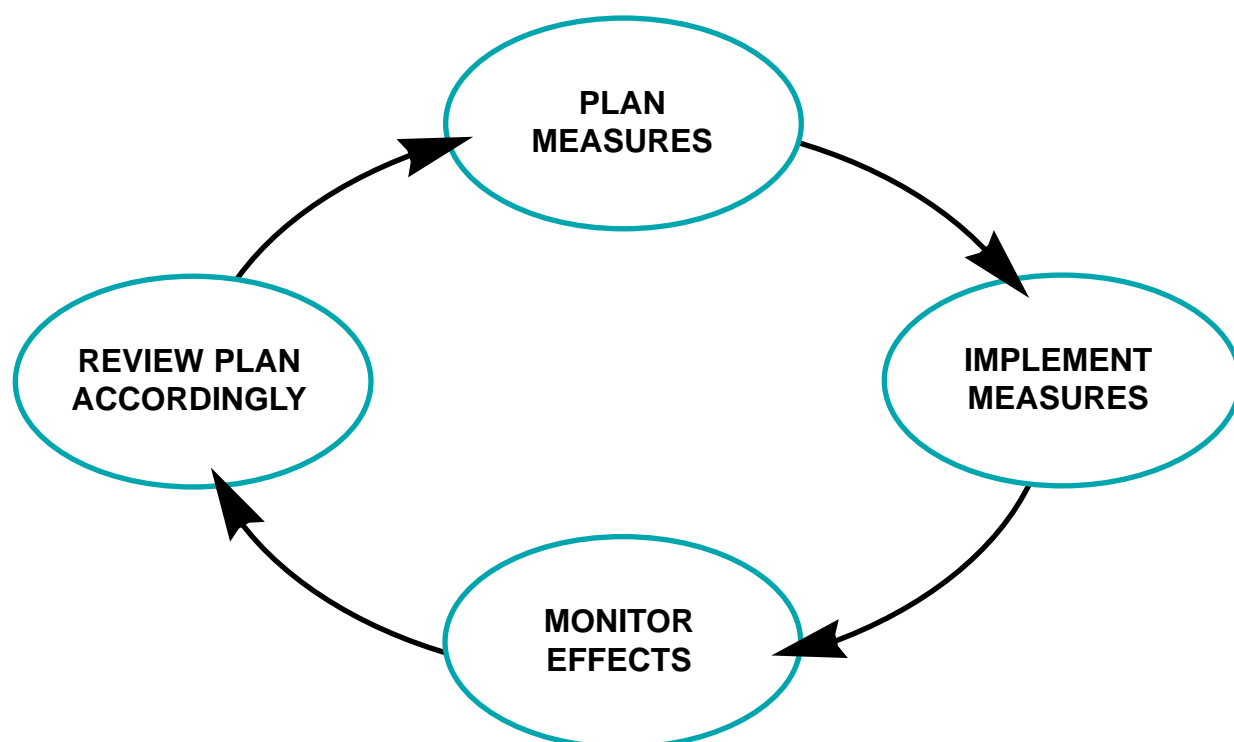 PLAN
MEASURES
IMPLEMENT
MEASURES
MONITOR
EFFECTS
REVIEW PLAN
ACCORDINGLY